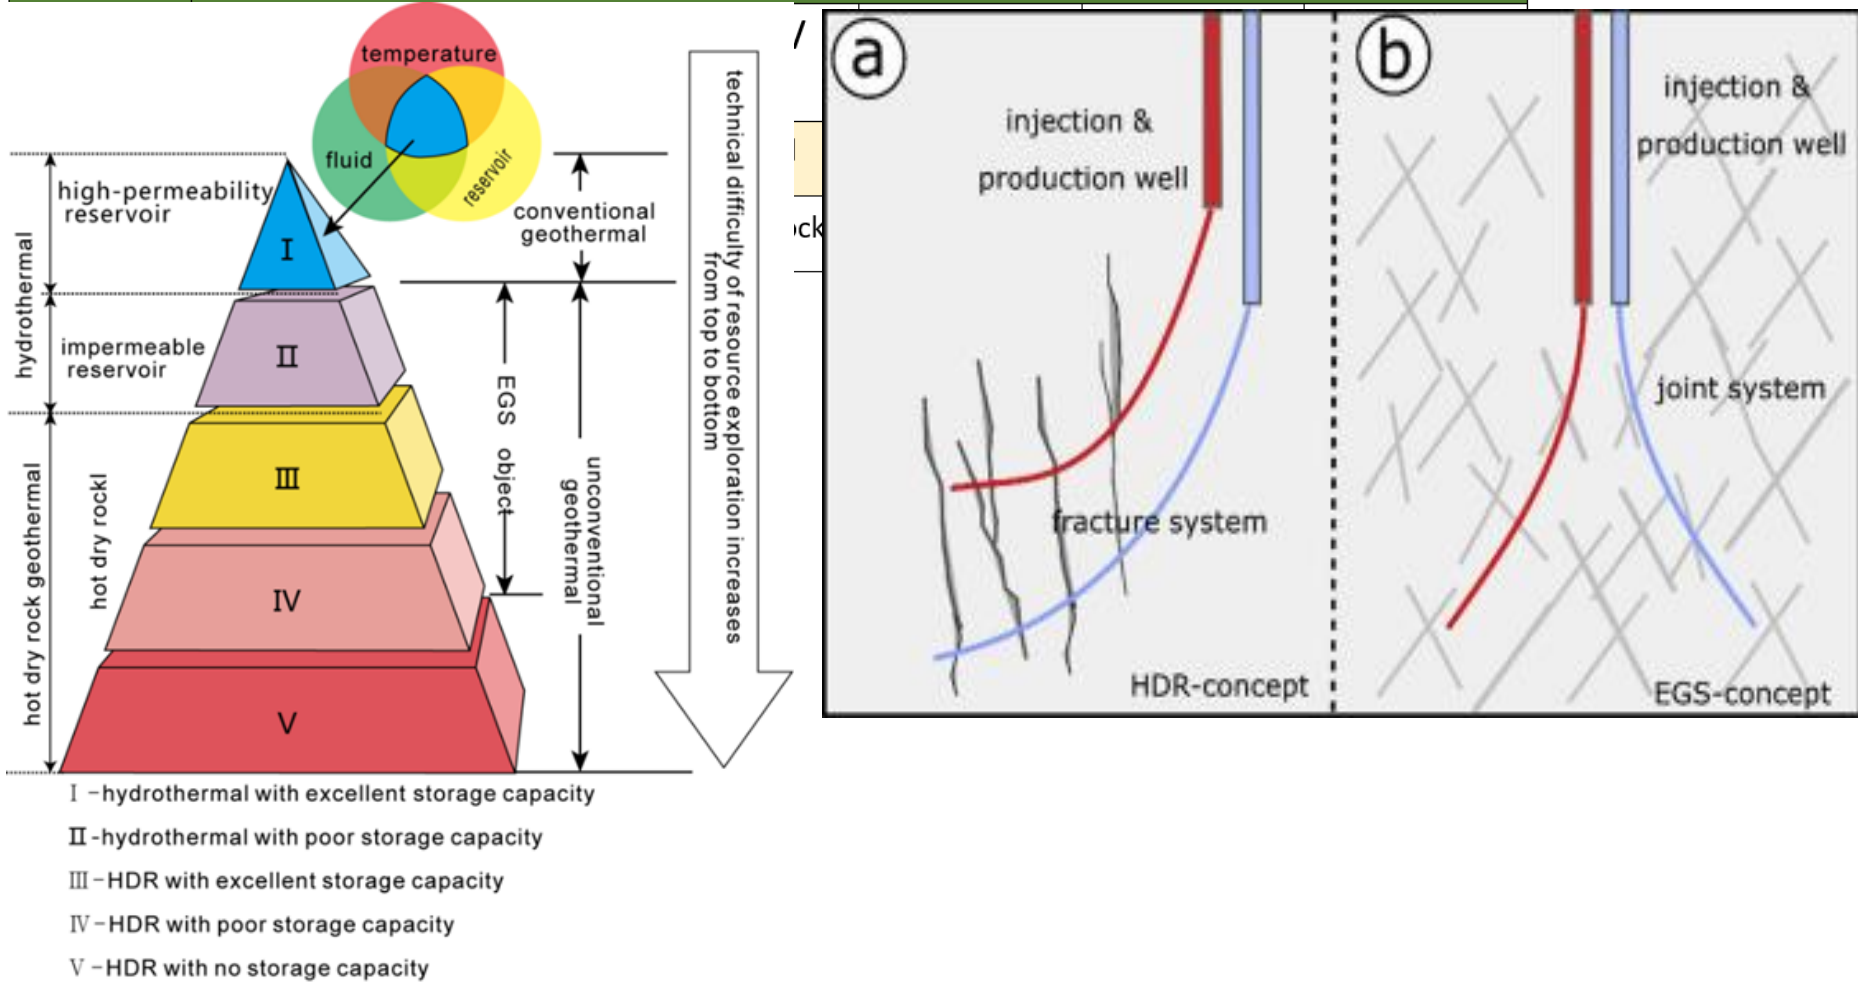 temperature
fluid
reservoir
high-permeability
reservoir
hydrothermal
impermeable
reservoir
hot dry rock geothermal
hot dry rockl
I
II
III
IV
V
conventional
geothermal
EGS object
unconventional
geothermal
technical difficulty of resource exploration increases
from top to bottom
I -hydrothermal with excellent storage capacity
II -hydrothermal with poor storage capacity
III -HDR with excellent storage capacity
IV -HDR with poor storage capacity
V -HDR with no storage capacity
a
injection &
production well
fracture system
HDR-concept
b
injection &
production well
joint system
EGS-concept